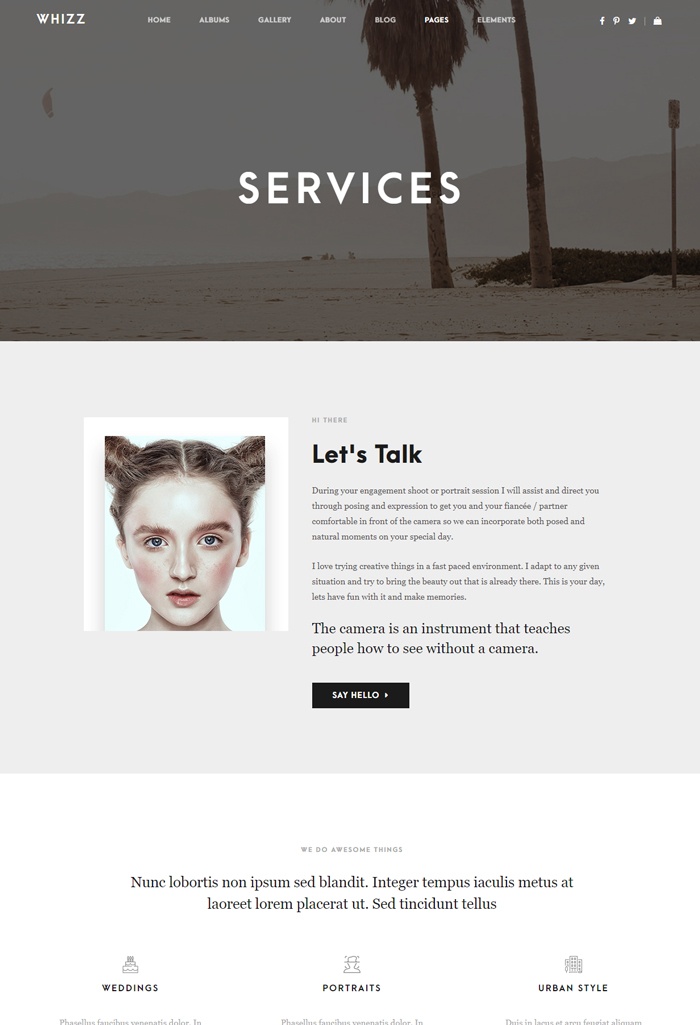 WHIZZ
HOME ALBUMS GALLERY ABOUT BLOG PAGES ELEMENTS
SERVICES
HI THERE
Let's Talk
During your engagement shoot or portrait session I will assist and direct you
through posing and expression to get you and your fiancée / partner
comfortable in front of the camera so we can incorporate both posed and
natural moments on your special day.
I love trying creative things in a fast paced environment. I adapt to any given
situation and try to bring the beauty out that is already there. This is your day,
lets have fun with it and make memories.
The camera is an instrument that teaches
people how to see without a camera.
SAY HELLO
WE DO AWESOME THINGS
Nunc lobortis non ipsum sed blandit. Integer tempus iaculis metus at
laoreet lorem placerat ut. Sed tincidunt tellus
WEDDINGS
PORTRAITS
URBAN STYLE
Phasellus faucibus venenatis dolor. In
Phasellus faucibus venenatis dolor. In
Duis in lacus et arcu feugiat aliquam